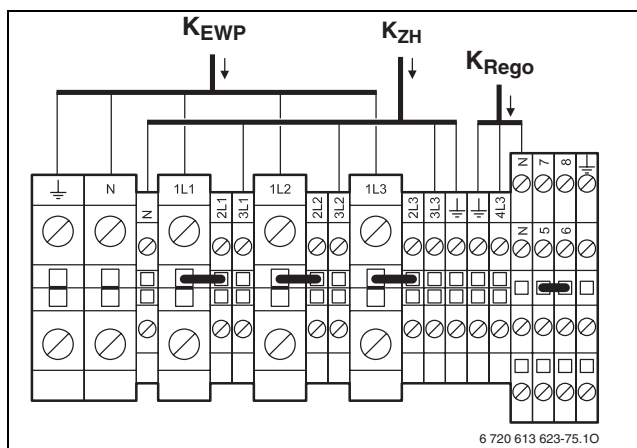 KEWP
KZH
KRego
N 7 8
N 1L1 2L1 3L1 1L2 2L2 3L2 1L3 2L3 3L3 4L3
N
N 5 6
6 720 613 623-75.1O